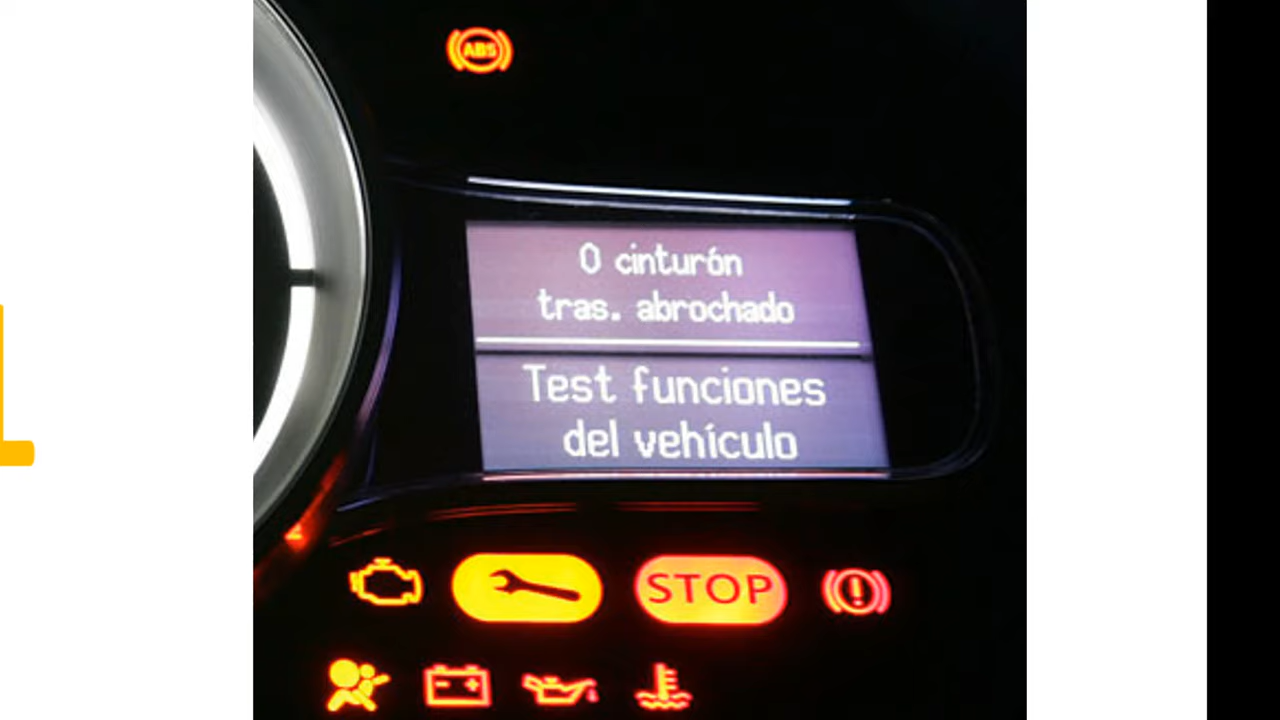 ABS
0 cinturón
tras. abrochado
Test funciones
del vehículo
STOP